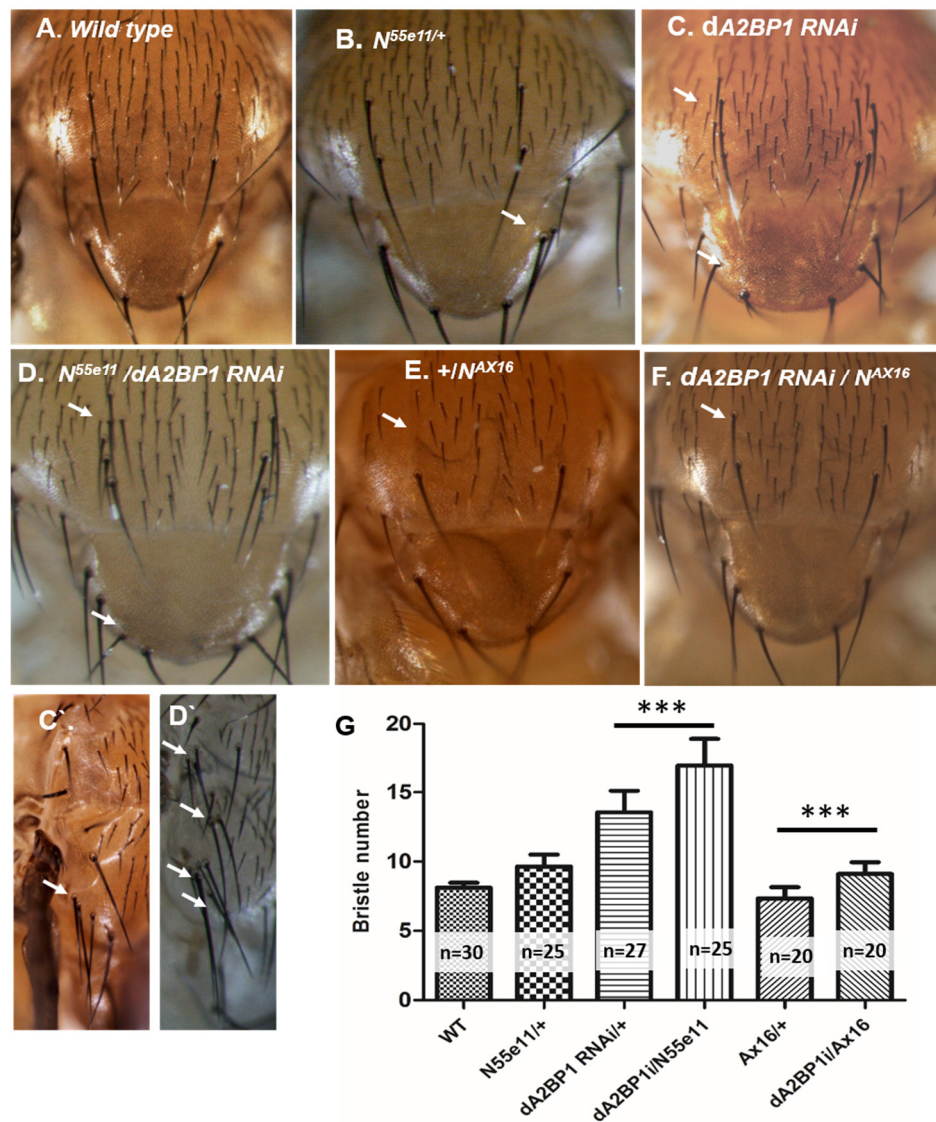 A. Wild type
B. N55e11/+
C. dA2BP1 RNAi
D. N55e11 /dA2BP1 RNAi
E. +/NAX16
F. dA2BP1 RNAi / NAX16
C`.
D`
G
***
***
20
15
10
5
0
Bristle number
n=30
n=25
n=27
n=25
n=20
n=20
WT
N55e11/+
dA2BP1 RNAi/+
dA2BP1i/N55e11
Ax16/+
dA2BP1i/Ax16